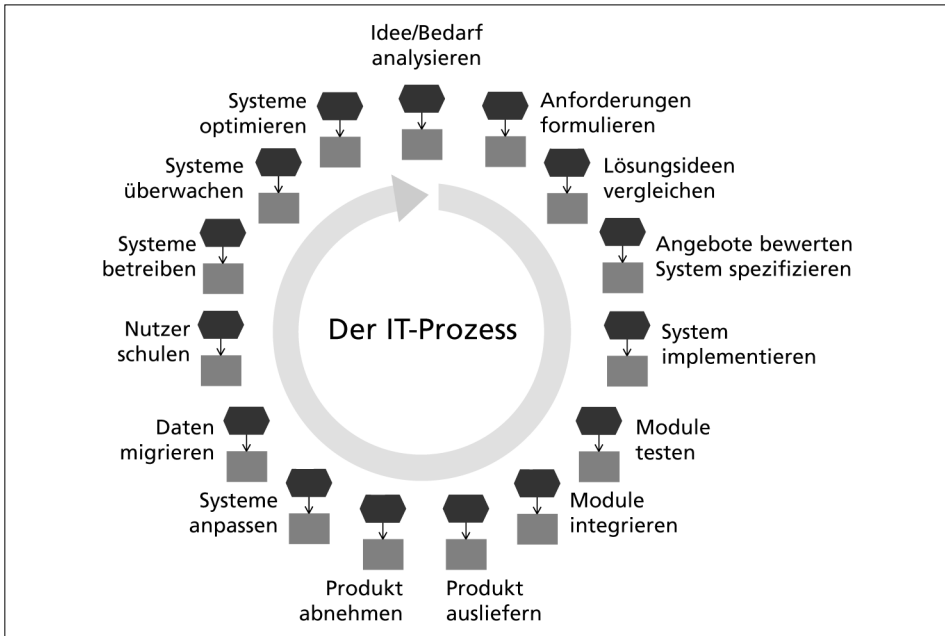 Idee/Bedarf
analysieren
Anforderungen
formulieren
Lösungsideen
vergleichen
Angebote bewerten
System spezifizieren
System
implementieren
Module
testen
Module
integrieren
Produkt
ausliefern
Produkt
abnehmen
Systeme
anpassen
Daten
migrieren
Nutzer
schulen
Systeme
betreiben
Systeme
überwachen
Systeme
optimieren
Der IT-Prozess